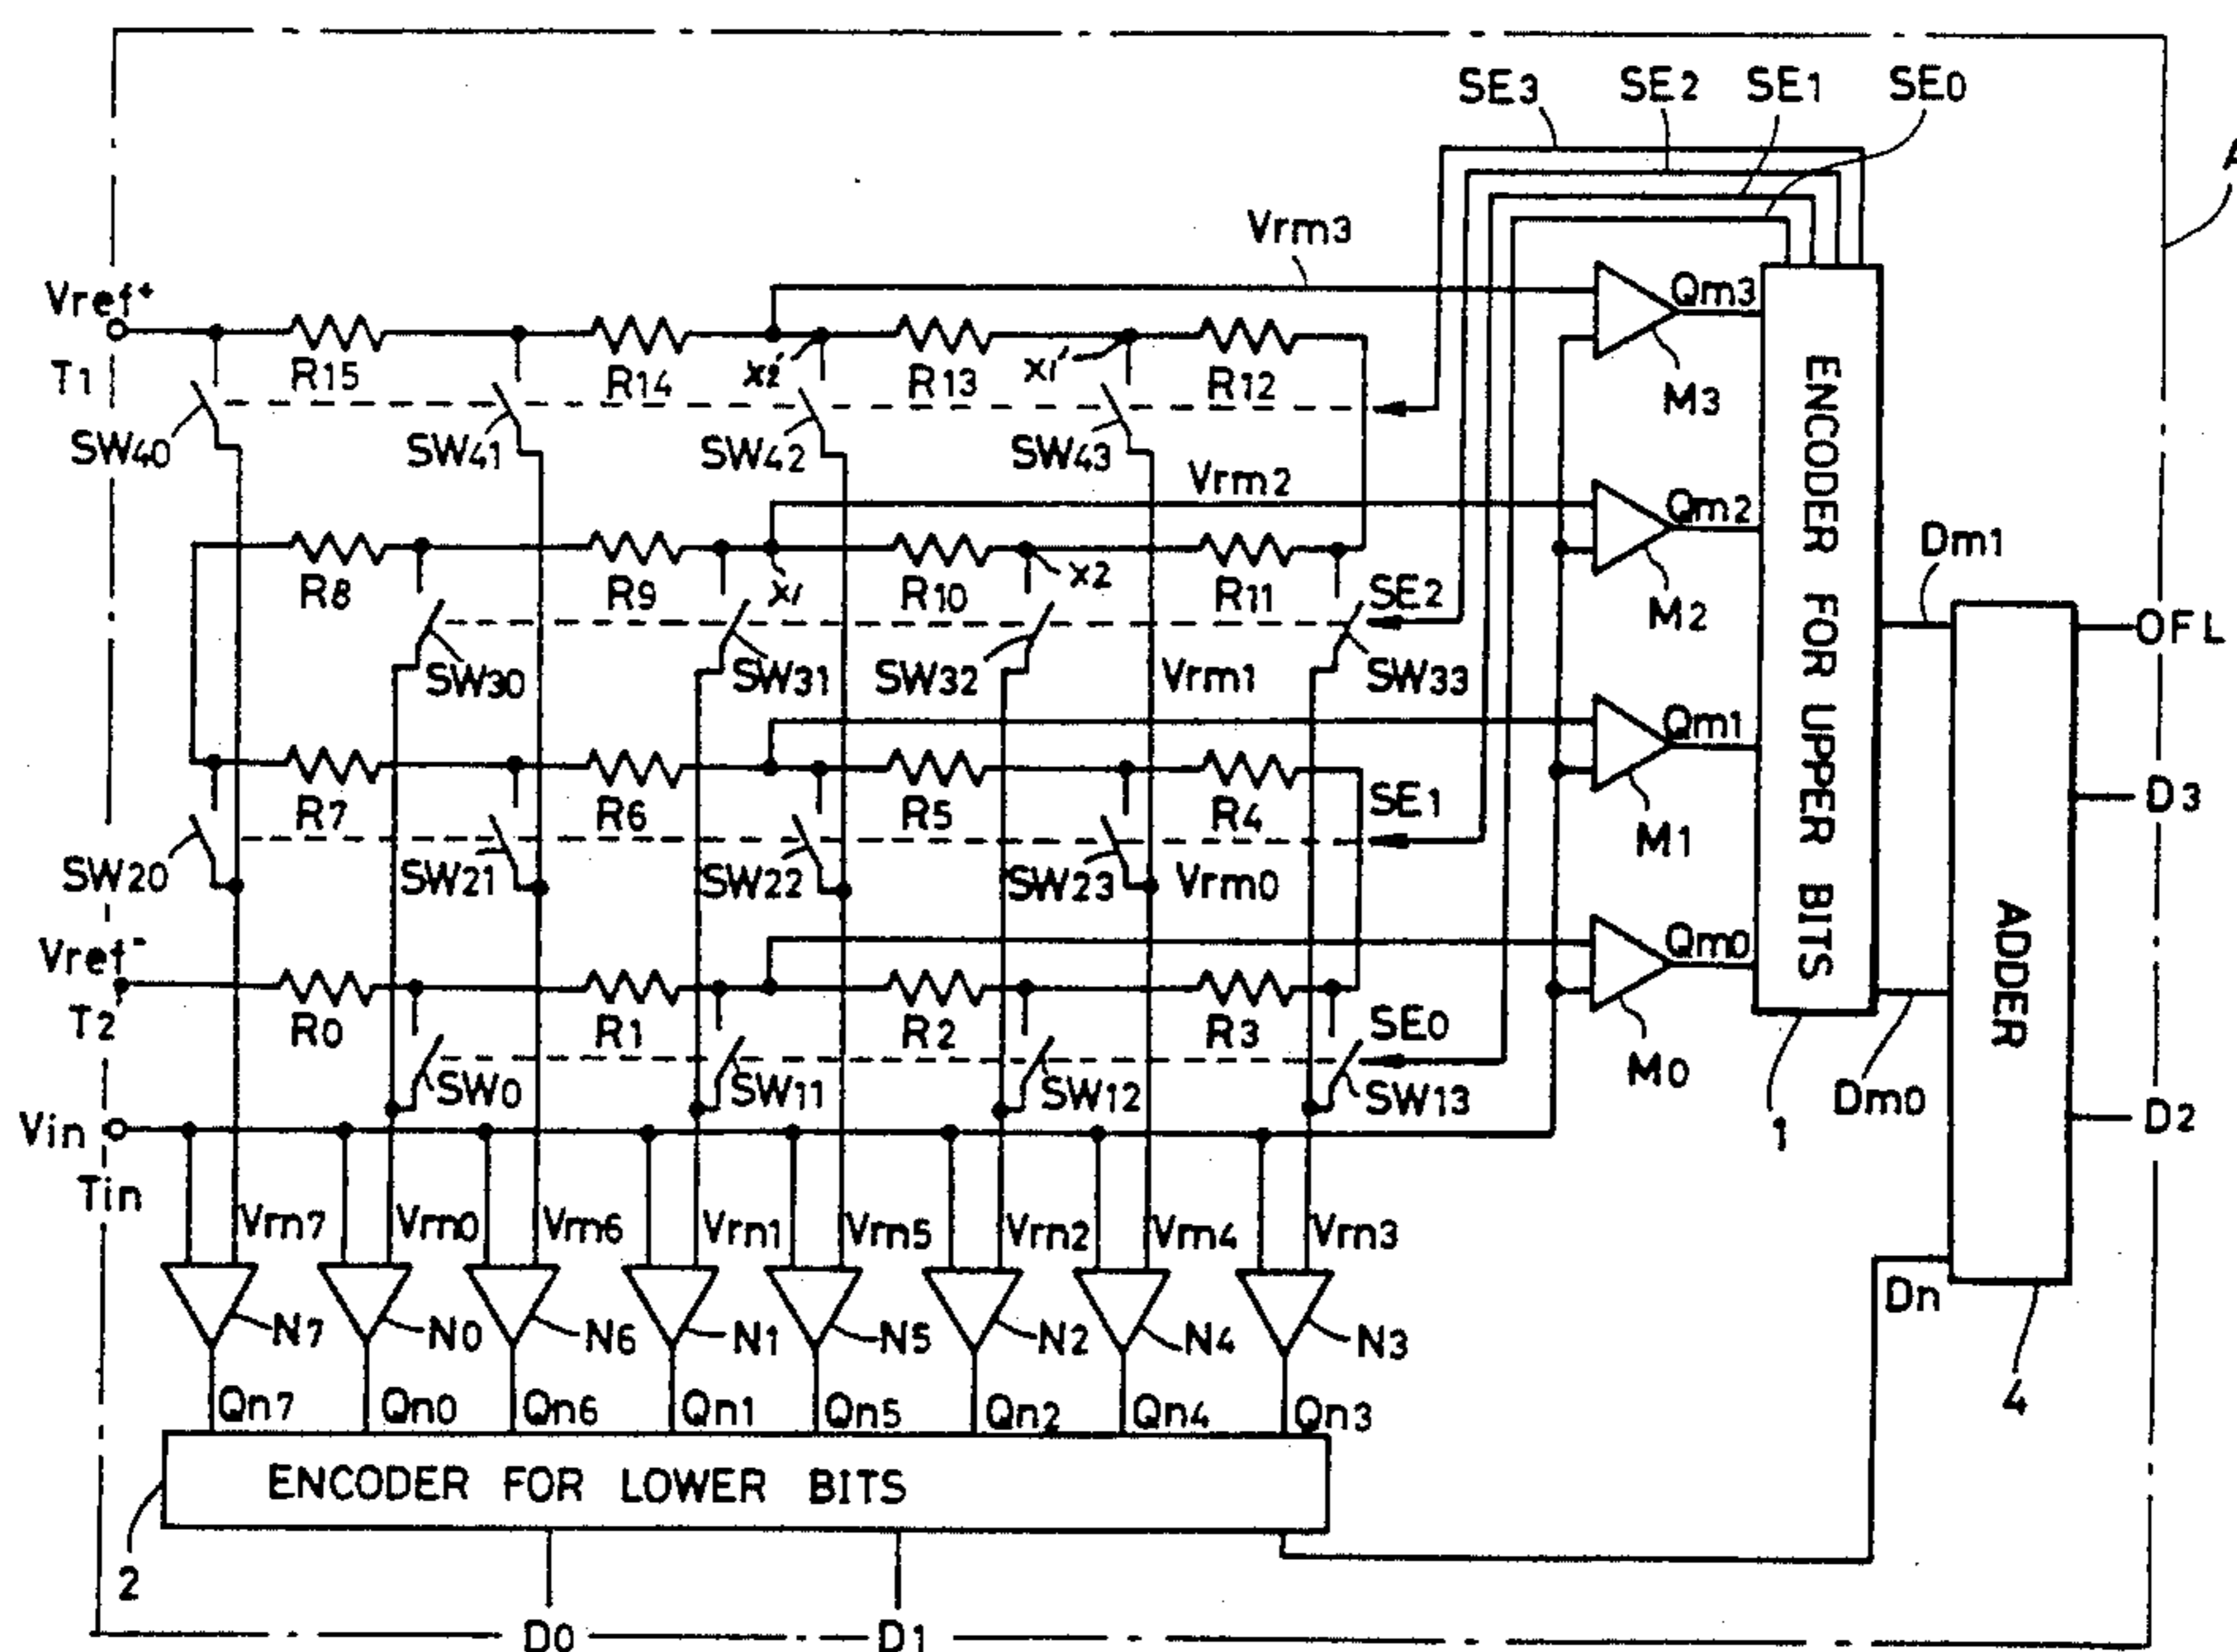 SE3 SE2 SE1 SE0
A
Vrm3
Vref+
Qm3
T1
R15 R14 x2' R13 x1' R12
M3
SW40 SW41 SW42 SW43
Vrm2
Qm2
R8 R9 x1 R10 x2 R11
SE2
M2
Dm1
OFL
SW30 SW31 SW32 Vrm1 SW33
Qm1
R7 R6 R5 R4
SE1
M1
D3
SW20 SW21 SW22 SW23 Vrm0
Vref-
Qm0
T2
R0 R1 R2 R3
SE0
M0
SW0 SW11 SW12 SW13
Dm0
D2
Vin
1
Tin
ENCODER FOR UPPER BITS
ADDER
Vrn7 Vrn0 Vrn6 Vrn1 Vrn5 Vrn2 Vrn4 Vrn3
Dn
N7 N0 N6 N1 N5 N2 N4 N3
4
Qn7 Qn0 Qn6 Qn1 Qn5 Qn2 Qn4 Qn3
ENCODER FOR LOWER BITS
2
D0 D1